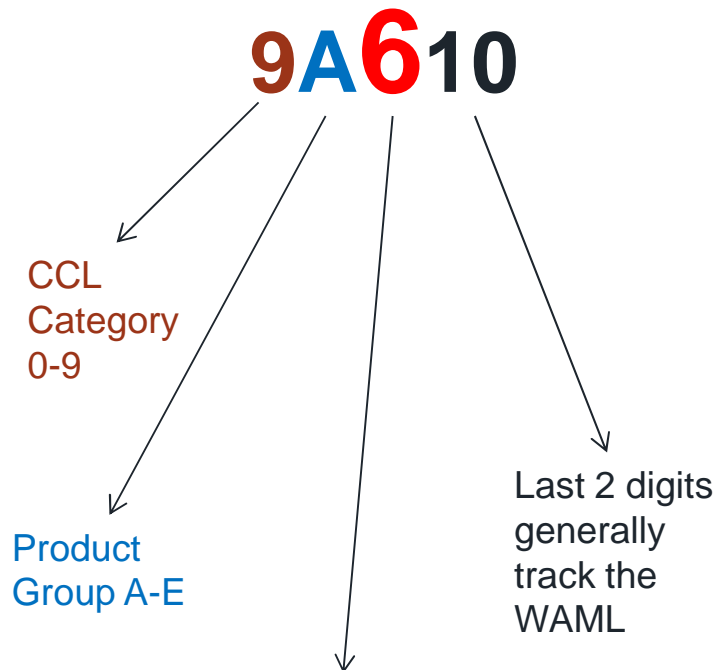 9A610
CCL
Category
0-9
Product
Group A-E
Last 2 digits
generally
track the
WAML